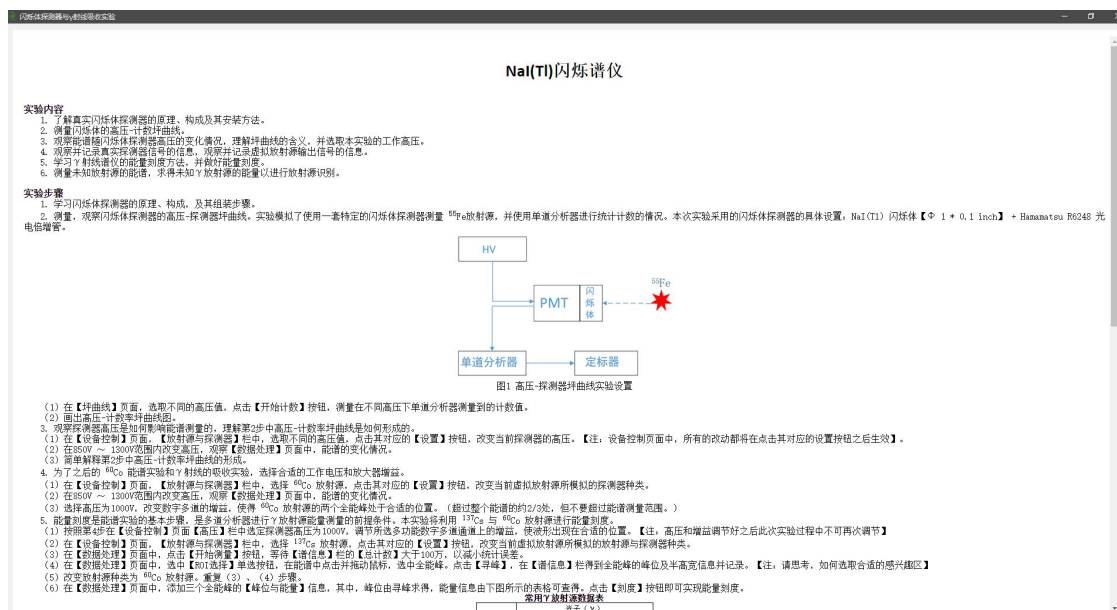 闪烁体探测器与γ射线吸收实验
NaI(Tl)闪烁谱仪
实验内容
1. 了解真实闪烁体探测器的原理、构成及其安装方法。
2. 测量闪烁体的高压-计数坪曲线。
3. 观察能谱随闪烁体探测器高压的变化情况，理解坪曲线的含义，并选取本实验的工作高压。
4. 观察并记录真实探测器信号的信息，观察并记录虚拟放射源输出信号的信息。
5. 学习γ射线谱仪的能量刻度方法，并做好能量刻度。
6. 测量未知放射源的能谱，求得未知γ放射源的能量以进行放射源识别。
实验步骤
1. 学习闪烁体探测器的原理、构成，及其组装步骤。
2. 测量，观察闪烁体探测器的高压-探测器坪曲线。实验模拟了使用一套特定的闪烁体探测器测量 ⁵⁵Fe放射源，并使用单道分析器进行统计计数的情况。本次实验采用的闪烁体探测器的具体设置：NaI(Tl) 闪烁体【Φ 1 * 0.1 inch】 + Hamamatsu R6248 光
电倍增管。
HV
⁵⁵Fe
PMT
闪
烁
体
单道分析器
定标器
图1 高压-探测器坪曲线实验设置
(1) 在【坪曲线】页面，选取不同的高压值，点击【开始计数】按钮，测量在不同高压下单道分析器测量到的计数值。
(2) 画出高压-计数率坪曲线图。
3. 观察探测器高压是如何影响能谱测量的，理解第2步中高压-计数率坪曲线是如何形成的。
(1) 在【设备控制】页面，【放射源与探测器】栏中，选取不同的高压值，点击其对应的【设置】按钮，改变当前探测器的高压。【注，设备控制页面中，所有的改动都将在点击其对应的设置按钮之后生效】。
(2) 在850V ~ 1300V范围内改变高压，观察【数据处理】页面中，能谱的变化情况。
(3) 简单解释第2步中高压-计数率坪曲线的形成。
4. 为了之后的 ⁶⁰Co 能谱实验和γ射线的吸收实验，选择合适的工作电压和放大器增益。
(1) 在【设备控制】页面，【放射源与探测器】栏中，选择 ⁶⁰Co 放射源，点击其对应的【设置】按钮，改变当前虚拟放射源所模拟的探测器种类。
(2) 在850V ~ 1300V范围内改变高压，观察【数据处理】页面中，能谱的变化情况。
(3) 选择高压为1000V，改变数字多道的增益，使得 ⁶⁰Co 放射源的两个全能峰处于合适的位置。（超过整个能谱的约2/3处，但不要超过能谱测量范围。）
5. 能量刻度是能谱实验的基本步骤，是多道分析器进行γ放射源能量测量的前提条件。本实验将利用 ¹³⁷Cs 与 ⁶⁰Co 放射源进行能量刻度。
(1) 按照第4步在【设备控制】页面【高压】栏中选定探测器高压为1000V，调节所选多功能数字多道通道上的增益，使波形出现在合适的位置。【注：高压和增益调节好之后此次实验过程中不可再次调节】
(2) 在【设备控制】页面，【放射源与探测器】栏中，选择 ¹³⁷Cs 放射源，点击其对应的【设置】按钮，改变当前虚拟放射源所模拟的放射源与探测器种类。
(3) 在【数据处理】页面中，点击【开始测量】按钮，等待【谱信息】栏的【总计数】大于100万，以减小统计误差。
(4) 在【数据处理】页面中，选中【ROI选择】单选按钮，在能谱中点击并拖动鼠标，选中全能峰。点击【寻峰】，在【谱信息】栏得到全能峰的峰位及半高宽信息并记录。【注，请思考，如何选取合适的感兴趣区】
(5) 改变放射源种类为 ⁶⁰Co 放射源。重复（3）、（4）步骤。
(6) 在【数据处理】页面中，添加三个全能峰的【峰位与能量】信息，其中，峰位由寻峰求得，能量信息由下图所示的表格可查得。点击【刻度】按钮即可实现能量刻度。
常用γ放射源数据表
光子（γ）